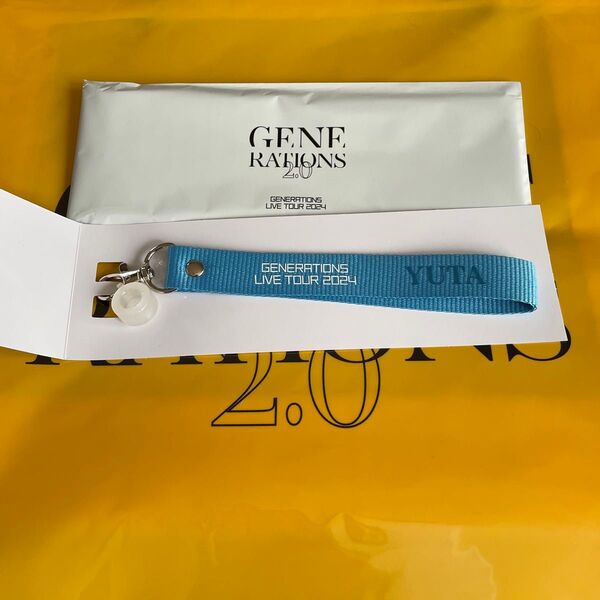 GENE
RATIONS
2.0
GENERATIONS
LIVE TOUR 2024
GENERATIONS
LIVE TOUR 2024
YUTA
2.0